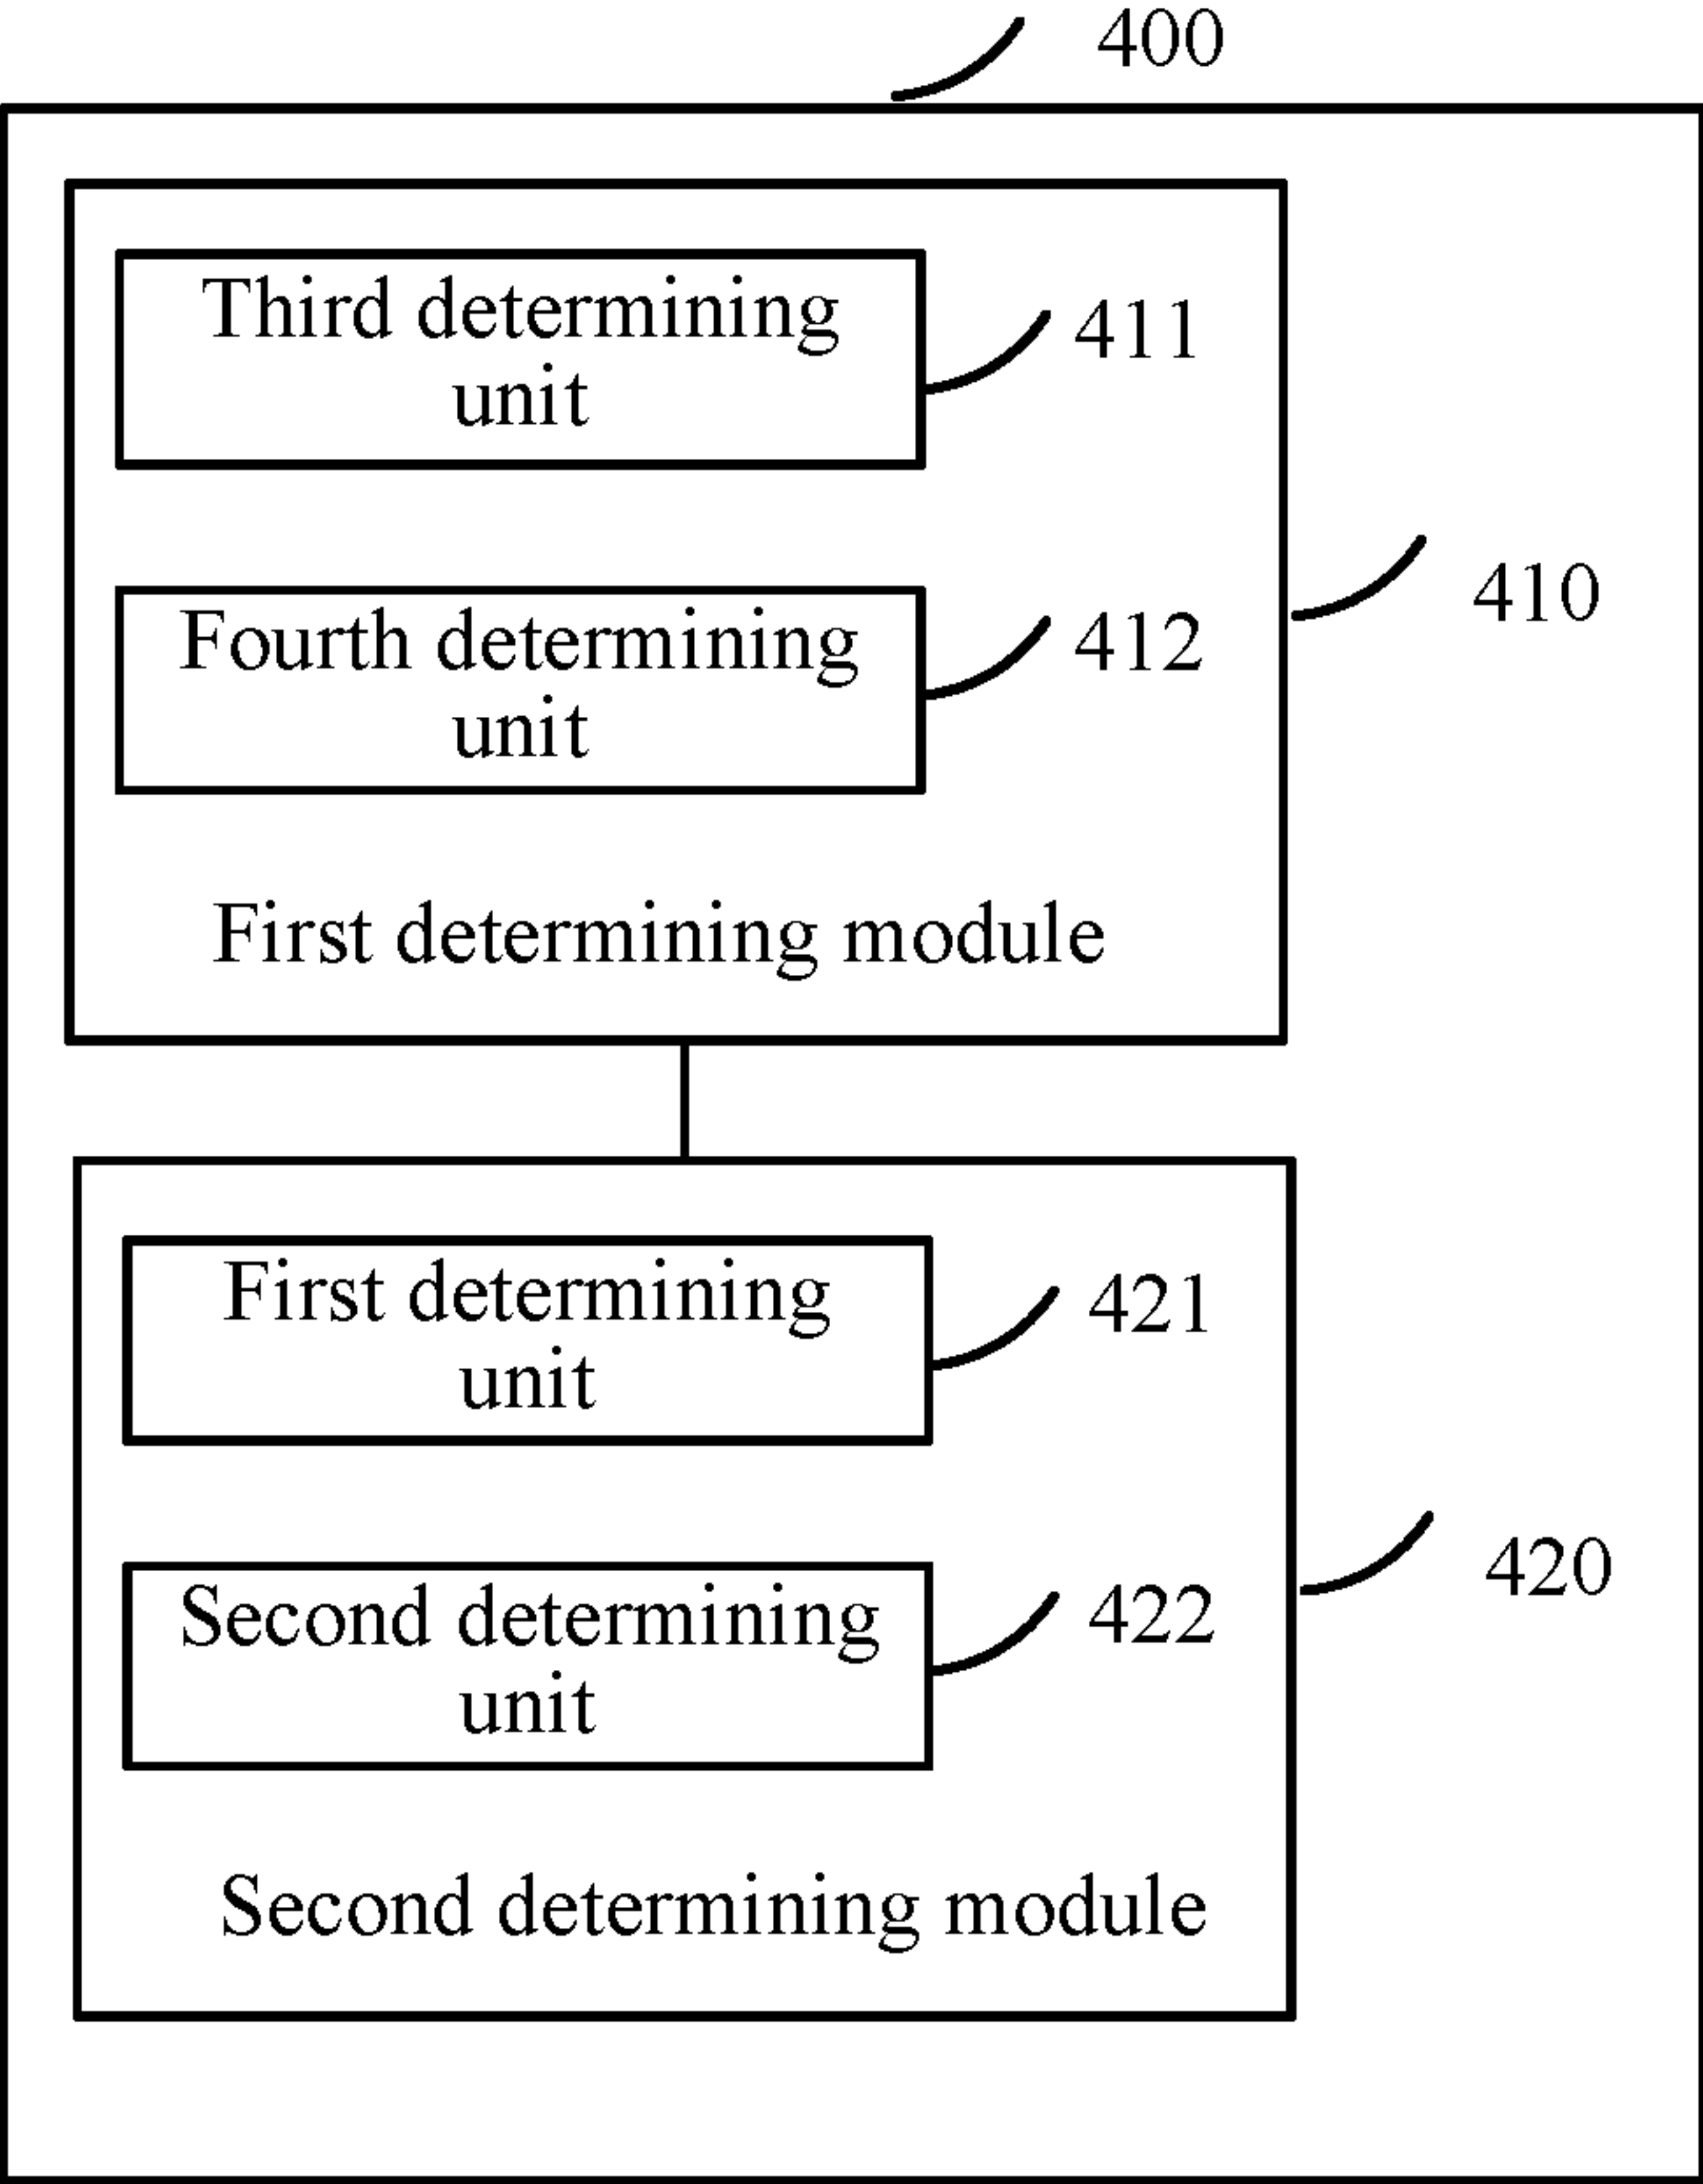 400
Third determining
unit
411
Fourth determining
unit
412
410
First determining module
First determining
unit
421
Second determining
unit
422
420
Second determining module